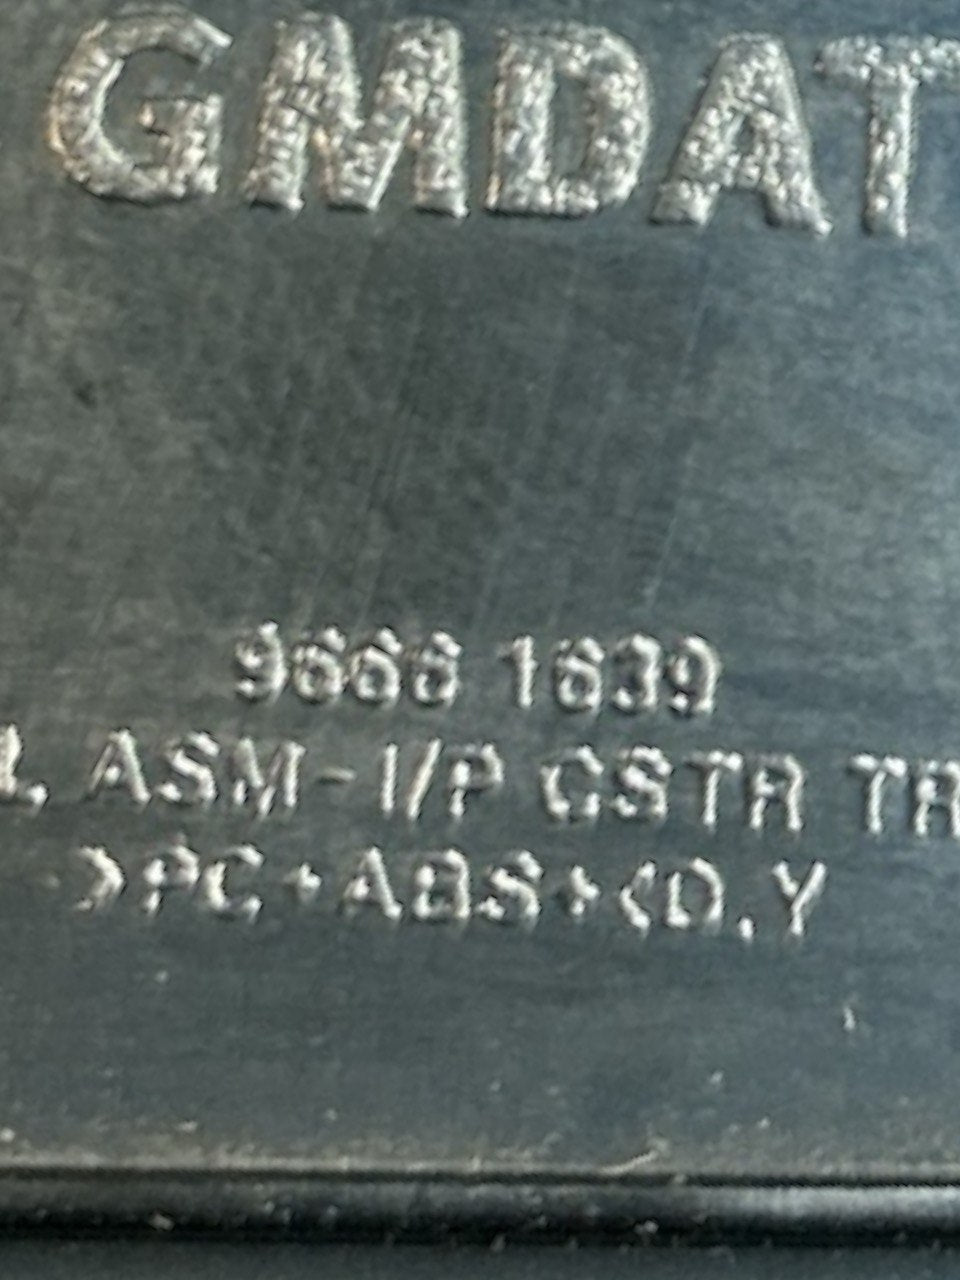 GMDAT
9666 1639
ASM-I/P CSTR TR
>PC+ABS+